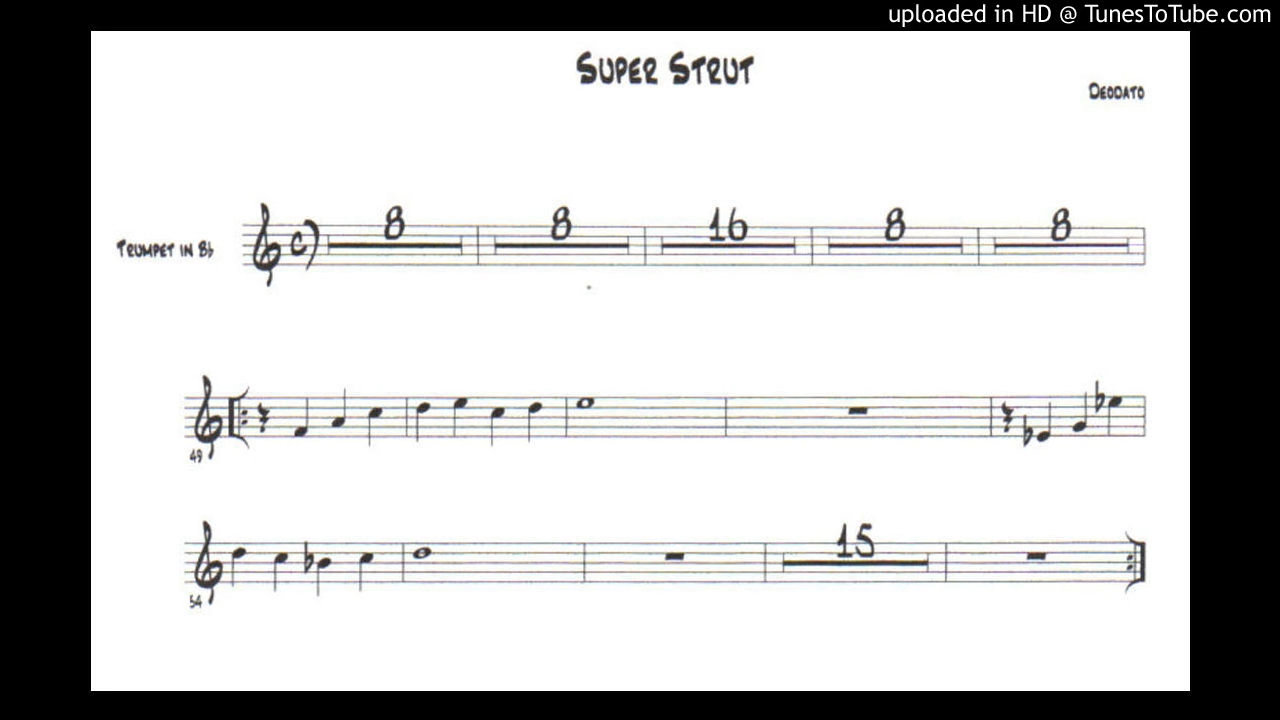 uploaded in HD @ TunesToTube.com
SUPER STRUT
DEODATO
TRUMPET IN B♭
8 8 16 8 8
49
54
15